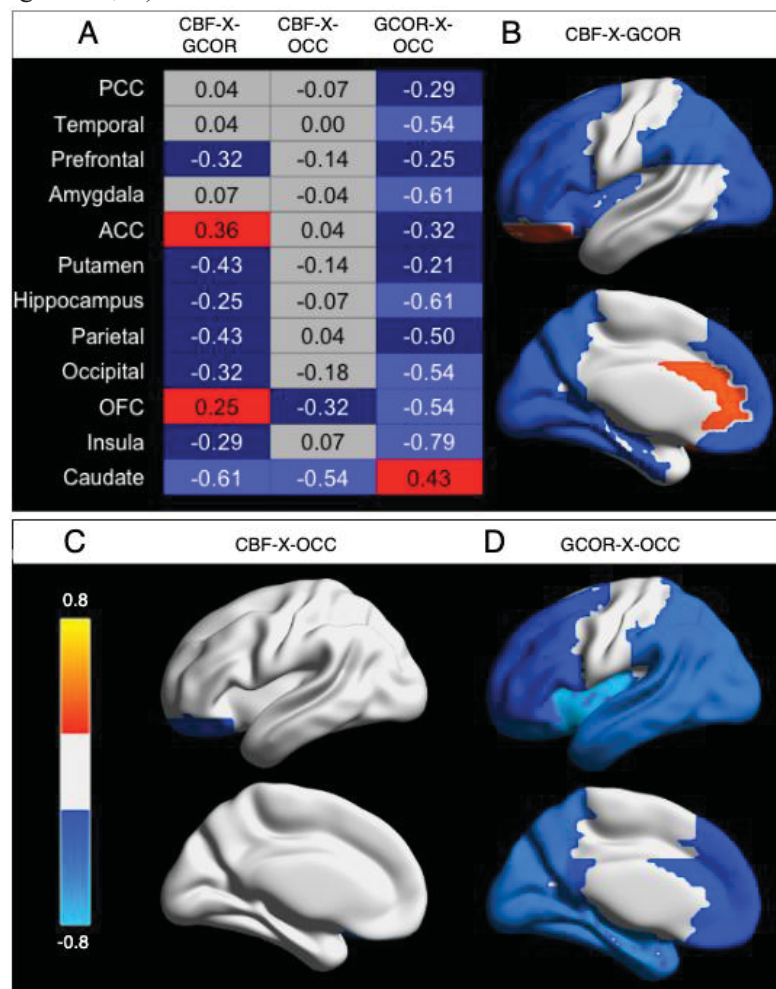 A CBF-X-GCOR CBF-X-OCC GCOR-X-OCC
PCC 0.04 -0.07 -0.29
Temporal 0.04 0.00 -0.54
Prefrontal -0.32 -0.14 -0.25
Amygdala 0.07 -0.04 -0.61
ACC 0.36 0.04 -0.32
Putamen -0.43 -0.14 -0.21
Hippocampus -0.25 -0.07 -0.61
Parietal -0.43 0.04 -0.50
Occipital -0.32 -0.18 -0.54
OFC 0.25 -0.32 -0.54
Insula -0.29 0.07 -0.79
Caudate -0.61 -0.54 0.43
B CBF-X-GCOR
C CBF-X-OCC
0.8
-0.8
D GCOR-X-OCC